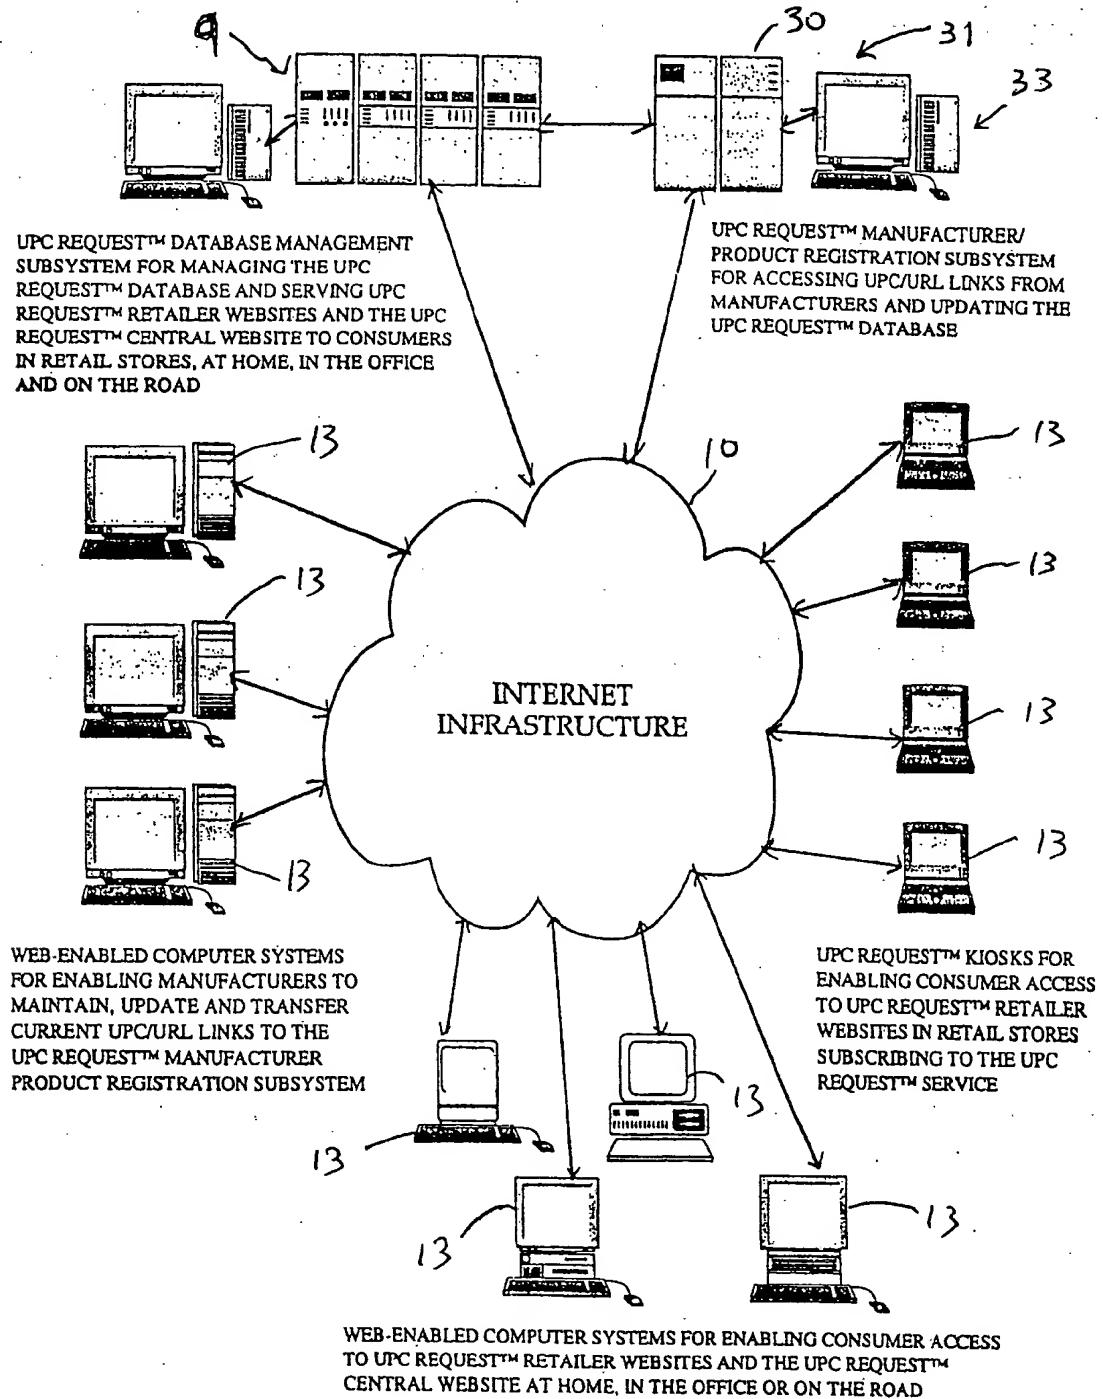 9
30
31
33
UPC REQUEST™ DATABASE MANAGEMENT
SUBSYSTEM FOR MANAGING THE UPC
REQUEST™ DATABASE AND SERVING UPC
REQUEST™ RETAILER WEBSITES AND THE UPC
REQUEST™ CENTRAL WEBSITE TO CONSUMERS
IN RETAIL STORES, AT HOME, IN THE OFFICE
AND ON THE ROAD
UPC REQUEST™ MANUFACTURER/
PRODUCT REGISTRATION SUBSYSTEM
FOR ACCESSING UPC/URL LINKS FROM
MANUFACTURERS AND UPDATING THE
UPC REQUEST™ DATABASE
13
13
13
10
13
13
13
13
INTERNET
INFRASTRUCTURE
WEB-ENABLED COMPUTER SYSTEMS
FOR ENABLING MANUFACTURERS TO
MAINTAIN, UPDATE AND TRANSFER
CURRENT UPC/URL LINKS TO THE
UPC REQUEST™ MANUFACTURER
PRODUCT REGISTRATION SUBSYSTEM
UPC REQUEST™ KIOSKS FOR
ENABLING CONSUMER ACCESS
TO UPC REQUEST™ RETAILER
WEBSITES IN RETAIL STORES
SUBSCRIBING TO THE UPC
REQUEST™ SERVICE
13
13
13
13
WEB-ENABLED COMPUTER SYSTEMS FOR ENABLING CONSUMER ACCESS
TO UPC REQUEST™ RETAILER WEBSITES AND THE UPC REQUEST™
CENTRAL WEBSITE AT HOME, IN THE OFFICE OR ON THE ROAD